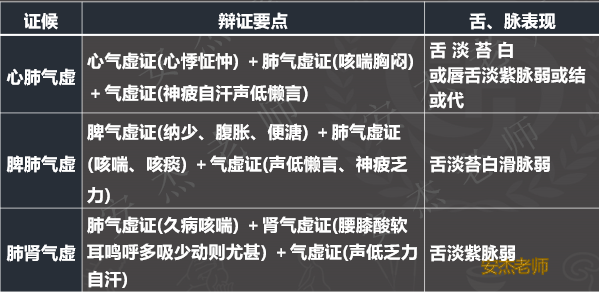 证候 辩证要点 舌、脉表现
心肺气虚
心气虚证(心悸怔忡) + 肺气虚证(咳喘胸闷)
+ 气虚证(神疲自汗声低懒言)
舌 淡 苔 白
或唇舌淡紫脉弱或结
或代
脾肺气虚
脾气虚证(纳少、腹胀、便溏) + 肺气虚证
(咳喘、咳痰) + 气虚证(声低懒言、神疲乏
力)
舌淡苔白滑脉弱
肺肾气虚
肺气虚证(久病咳喘) + 肾气虚证(腰膝酸软
耳鸣呼多吸少动则尤甚) + 气虚证(声低乏力
自汗)
舌淡紫脉弱
安杰老师